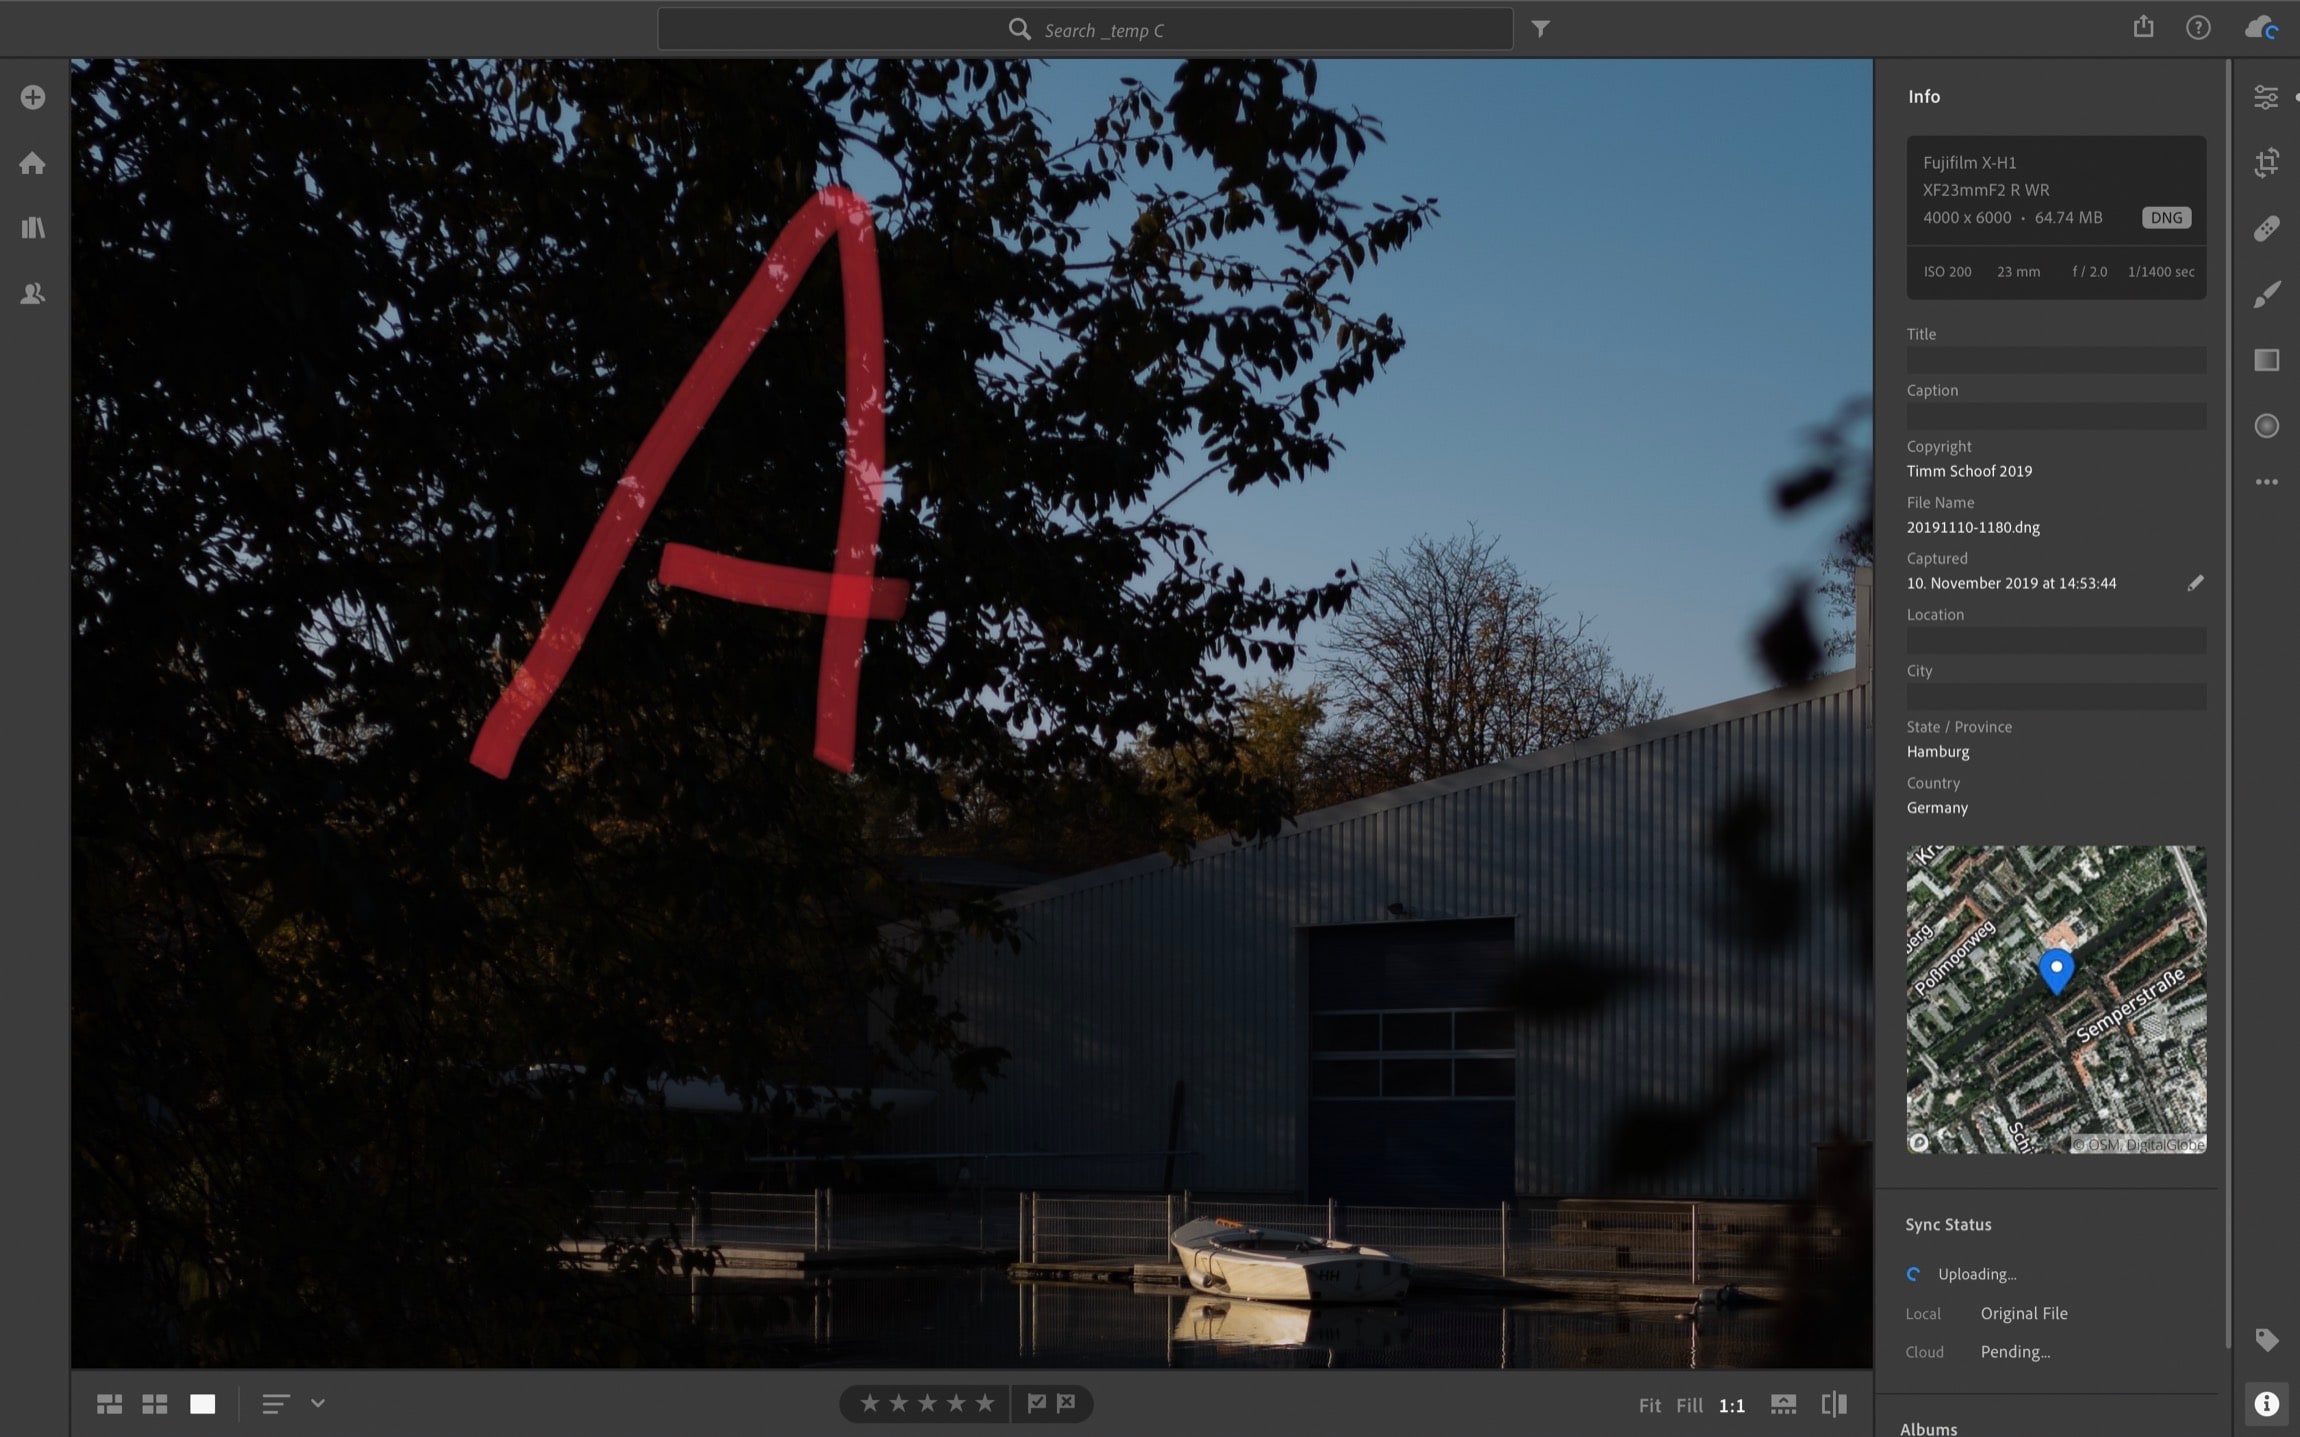 Search _temp C
A
Info
Fujifilm X-H1
XF23mmF2 R WR
4000 x 6000 • 64.74 MB DNG
ISO 200 23 mm f / 2.0 1/1400 sec
Title
Caption
Copyright
Timm Schoof 2019
File Name
20191110-1180.dng
Captured
10. November 2019 at 14:53:44
Location
City
State / Province
Hamburg
Country
Germany
Poßmoorweg
Semperstraße
© OSM, DigitalGlobe
Sync Status
Uploading...
Local Original File
Cloud Pending...
Albums
HH
Fit Fill 1:1